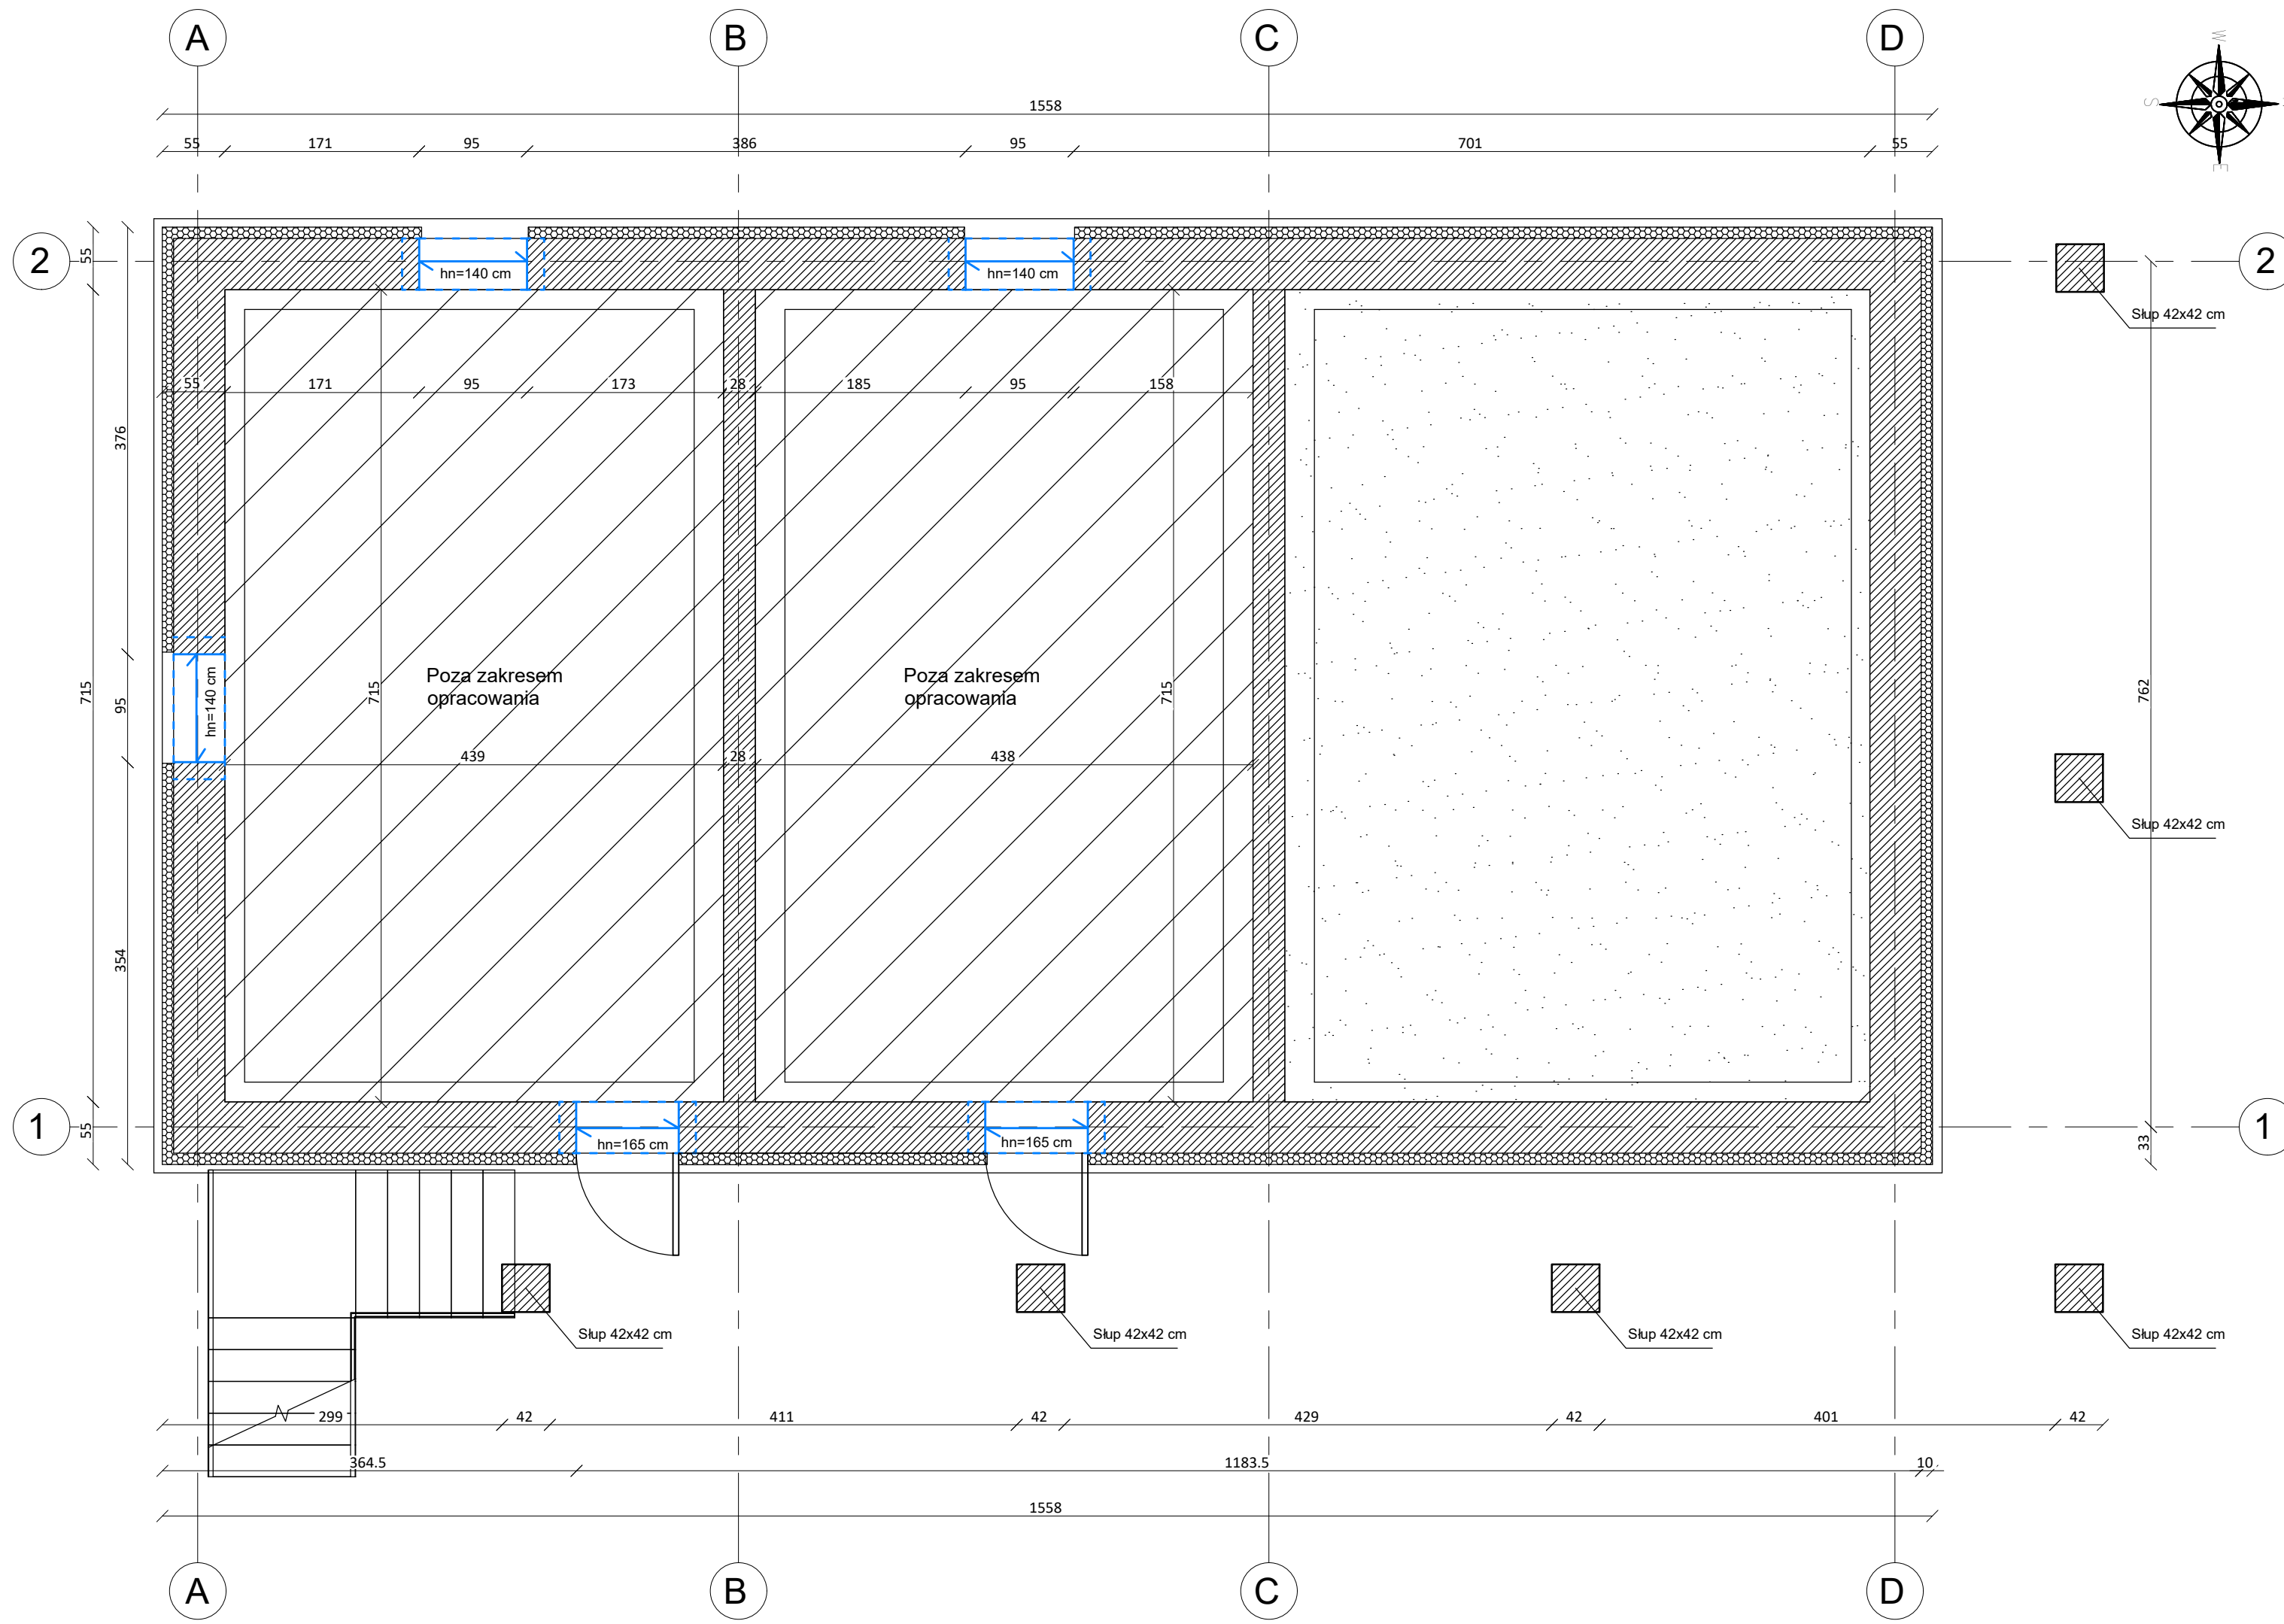 A B C D
W
S
E
1558
55 171 95 386 95 701 55
2
55
hn=140 cm
hn=140 cm
2
Słup 42x42 cm
55 171 95 173 28 185 95 158
376
Poza zakresem
opracowania
Poza zakresem
opracowania
715
95
hn=140 cm
715
715
762
439 28 438
Słup 42x42 cm
354
1
55
hn=165 cm
hn=165 cm
1
33
Słup 42x42 cm
Słup 42x42 cm
Słup 42x42 cm
Słup 42x42 cm
299 42 411 42 429 42 401 42
364.5 1183.5 10
1558
A B C D